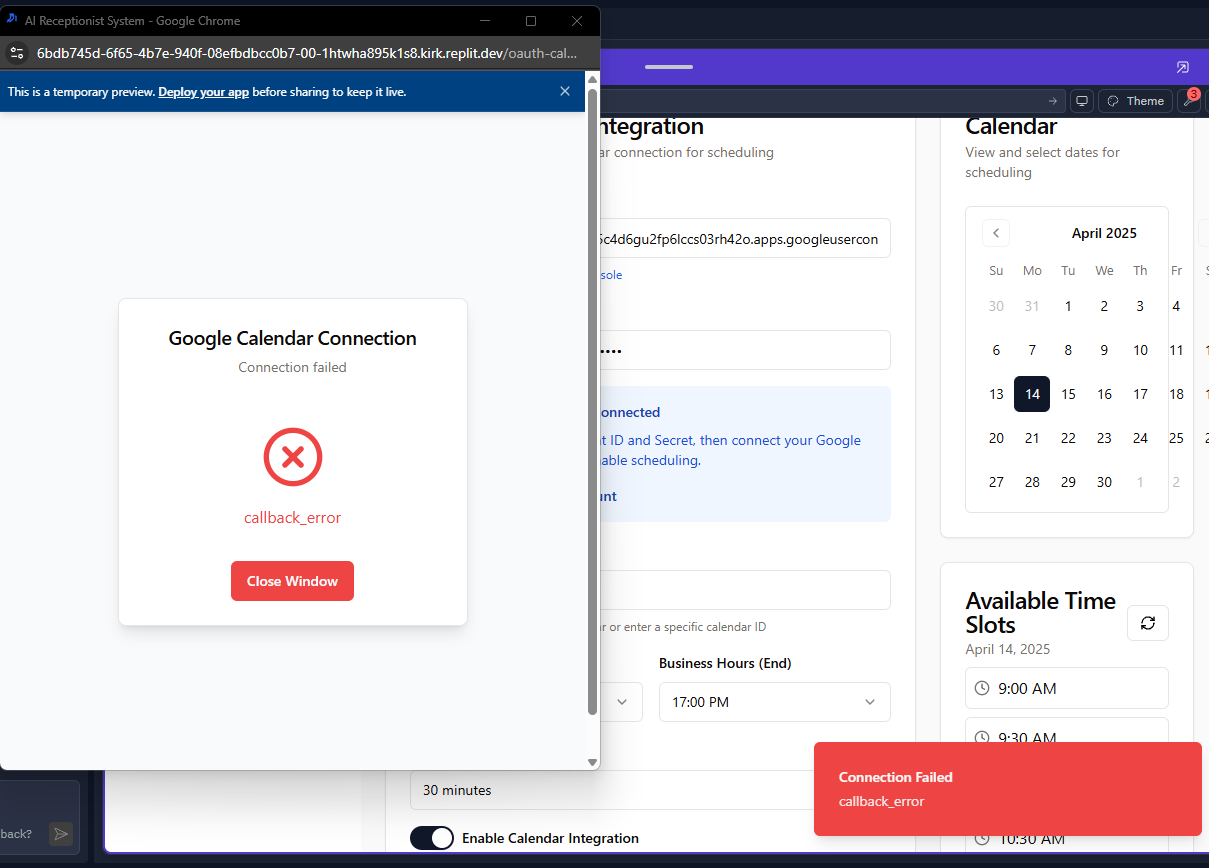 AI Receptionist System - Google Chrome
6bdb745d-6f65-4b7e-940f-08efbdbcc0b7-00-1htwha895k1s8.kirk.replit.dev/oauth-cal...
This is a temporary preview. Deploy your app before sharing to keep it live.
Google Calendar Connection
Connection failed
callback_error
Close Window
back?
Theme
3
ntegration
ar connection for scheduling
5c4d6gu2fp6lccs03rh42o.apps.googleusercon
sole
onnected
t ID and Secret, then connect your Google
able scheduling.
unt
ar or enter a specific calendar ID
Business Hours (End)
17:00 PM
30 minutes
Enable Calendar Integration
Calendar
View and select dates for
scheduling
April 2025
Su Mo Tu We Th Fr
30 31 1 2 3 4
6 7 8 9 10 11
13 14 15 16 17 18
20 21 22 23 24 25
27 28 29 30 1 2
Available Time
Slots
April 14, 2025
9:00 AM
9:30 AM
Connection Failed
callback_error
10:30 AM